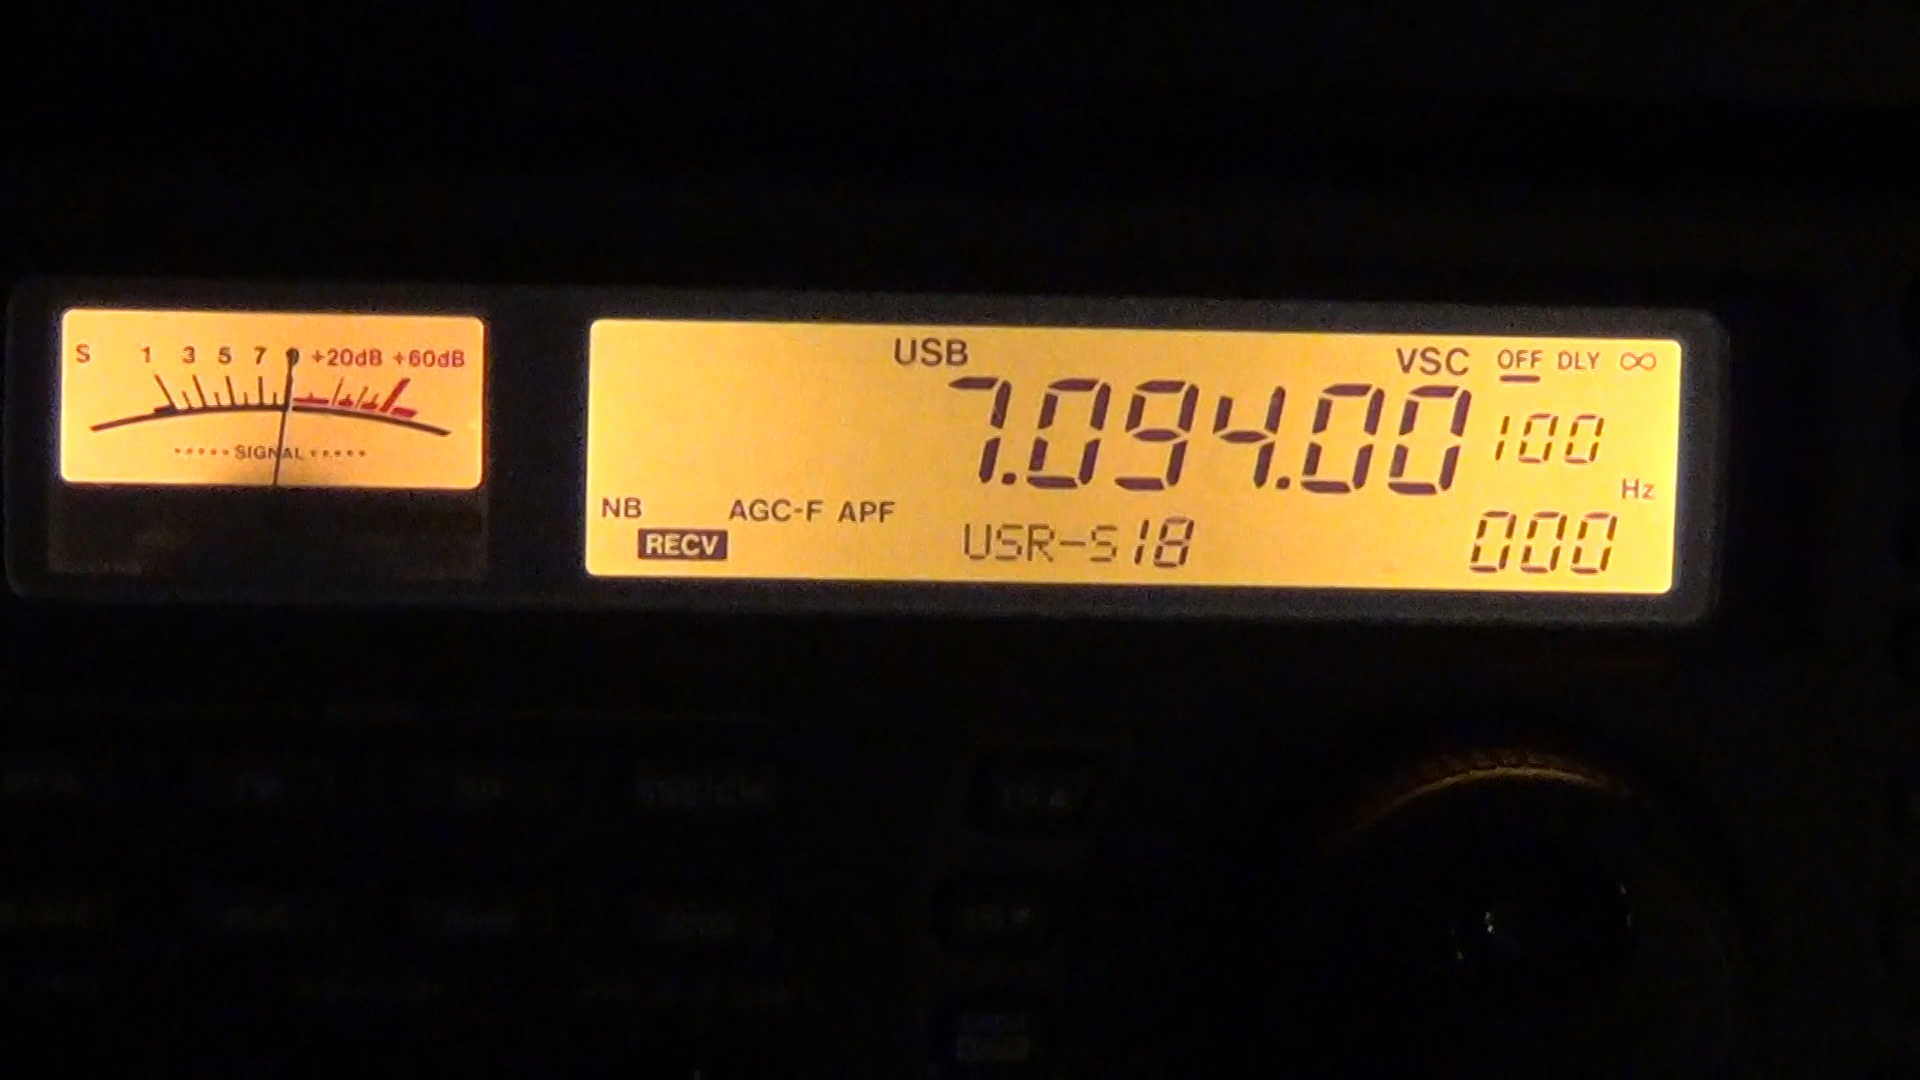 S 1 3 5 7 9 +20dB +60dB
SIGNAL
USB VSC OFF DLY ∞
7.094.00 100
Hz
NB AGC-F APF
RECV USR-S18 000